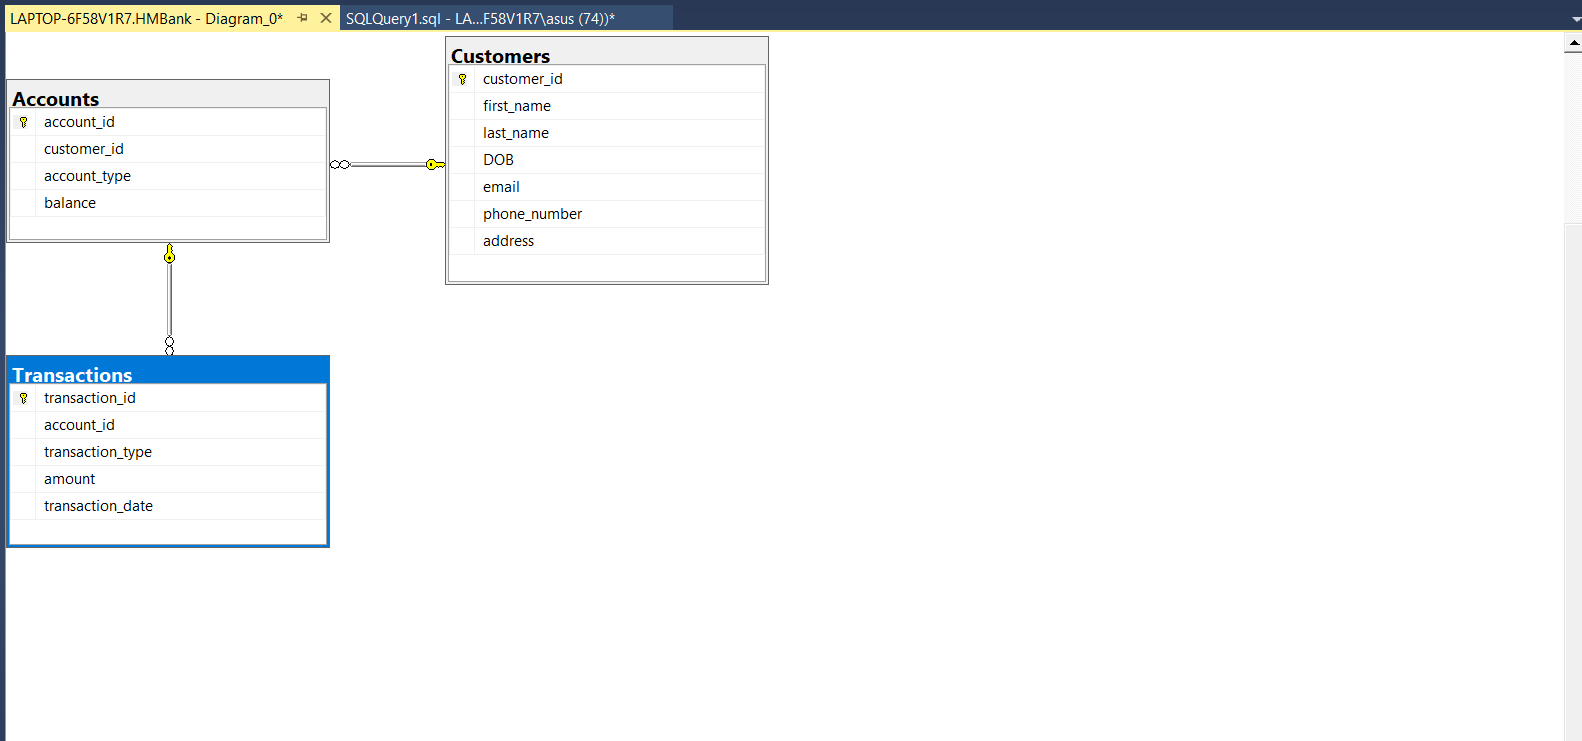 LAPTOP-6F58V1R7.HMBank - Diagram_0*
SQLQuery1.sql - LA...F58V1R7\asus (74))*
Customers
customer_id
first_name
last_name
DOB
email
phone_number
address
Accounts
account_id
customer_id
account_type
balance
Transactions
transaction_id
account_id
transaction_type
amount
transaction_date